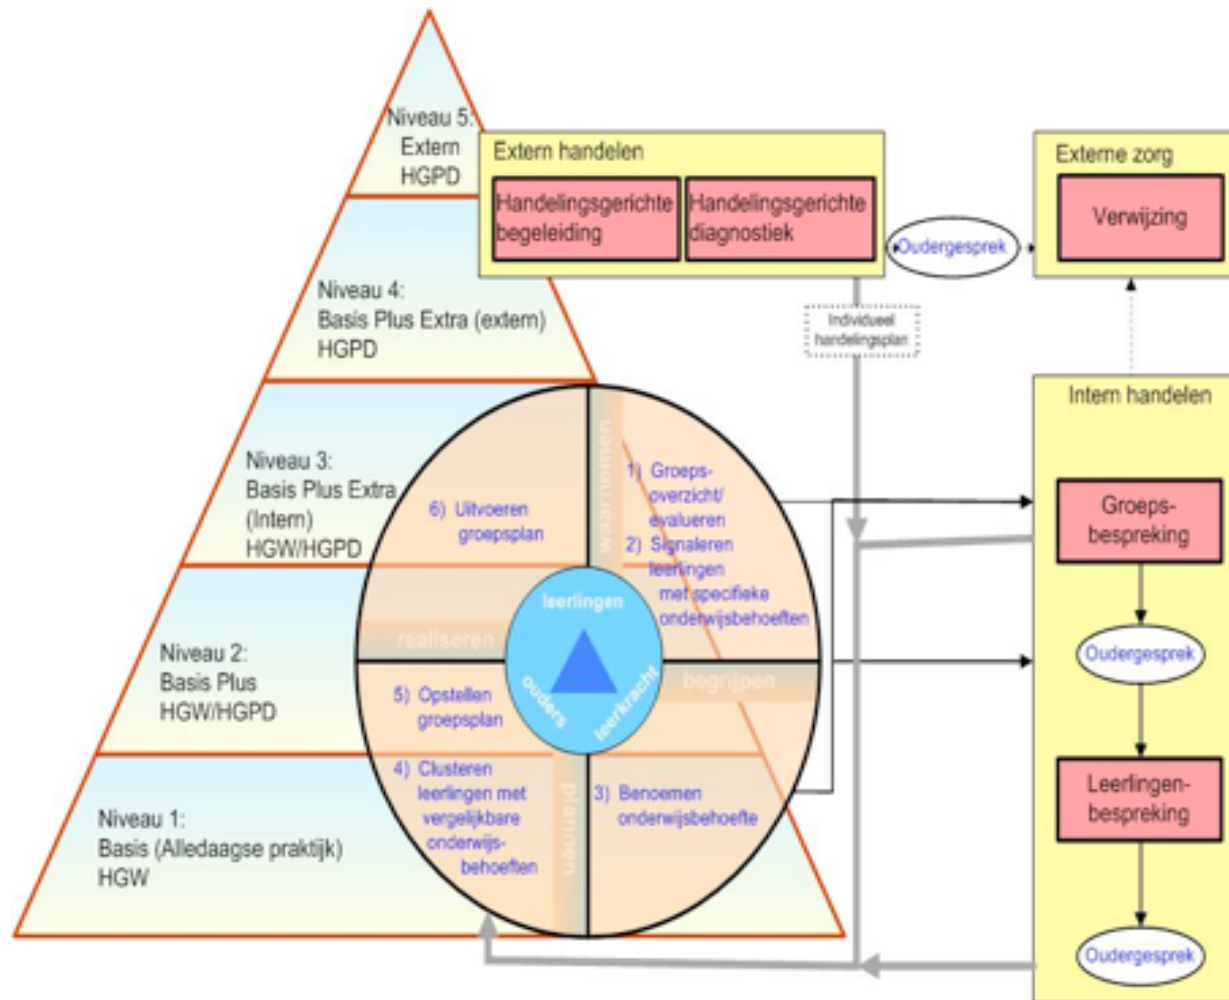 Niveau 5:
Extern
HGPD
Niveau 4:
Basis Plus Extra (extern)
HGPD
Niveau 3:
Basis Plus Extra
(Intern)
HGW/HGPD
Niveau 2:
Basis Plus
HGW/HGPD
Niveau 1:
Basis (Alledaagse praktijk)
HGW
Extern handelen
Handelingsgerichte
begeleiding
Handelingsgerichte
diagnostiek
Oudergesprek
Externe zorg
Verwijzing
Individueel
handelingsplan
waarnemen
1) Groeps-
overzicht/
evalueren
2) Signaleren
leerlingen
met specifieke
onderwijsbehoeften
begrijpen
3) Benoemen
onderwijsbehoefte
plannen
4) Clusteren
leerlingen met
vergelijkbare
onderwijs-
behoeften
5) Opstellen
groepsplan
realiseren
6) Uitvoeren
groepsplan
leerlingen
ouders
leerkracht
Intern handelen
Groeps-
bespreking
Oudergesprek
Leerlingen-
bespreking
Oudergesprek